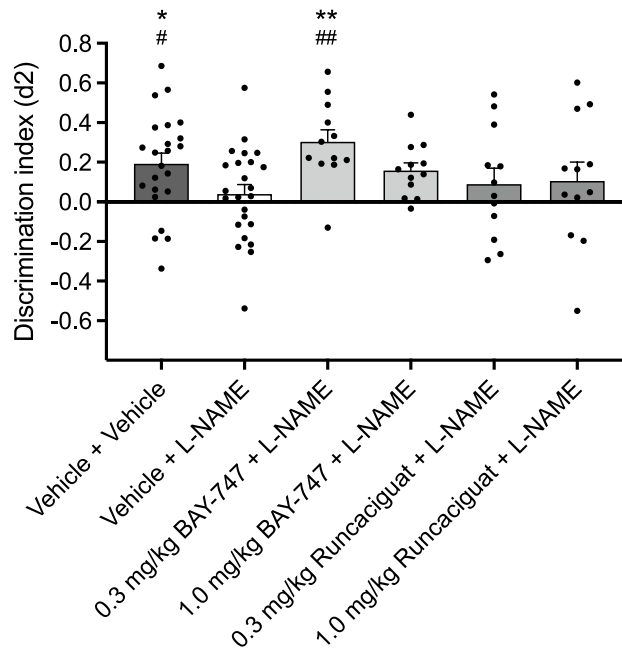 * **
# ##
Discrimination index (d2)
0.8
0.6
0.4
0.2
0.0
-0.2
-0.4
-0.6
Vehicle + Vehicle
Vehicle + L-NAME
0.3 mg/kg BAY-747 + L-NAME
1.0 mg/kg BAY-747 + L-NAME
0.3 mg/kg Runcaciguat + L-NAME
1.0 mg/kg Runcaciguat + L-NAME